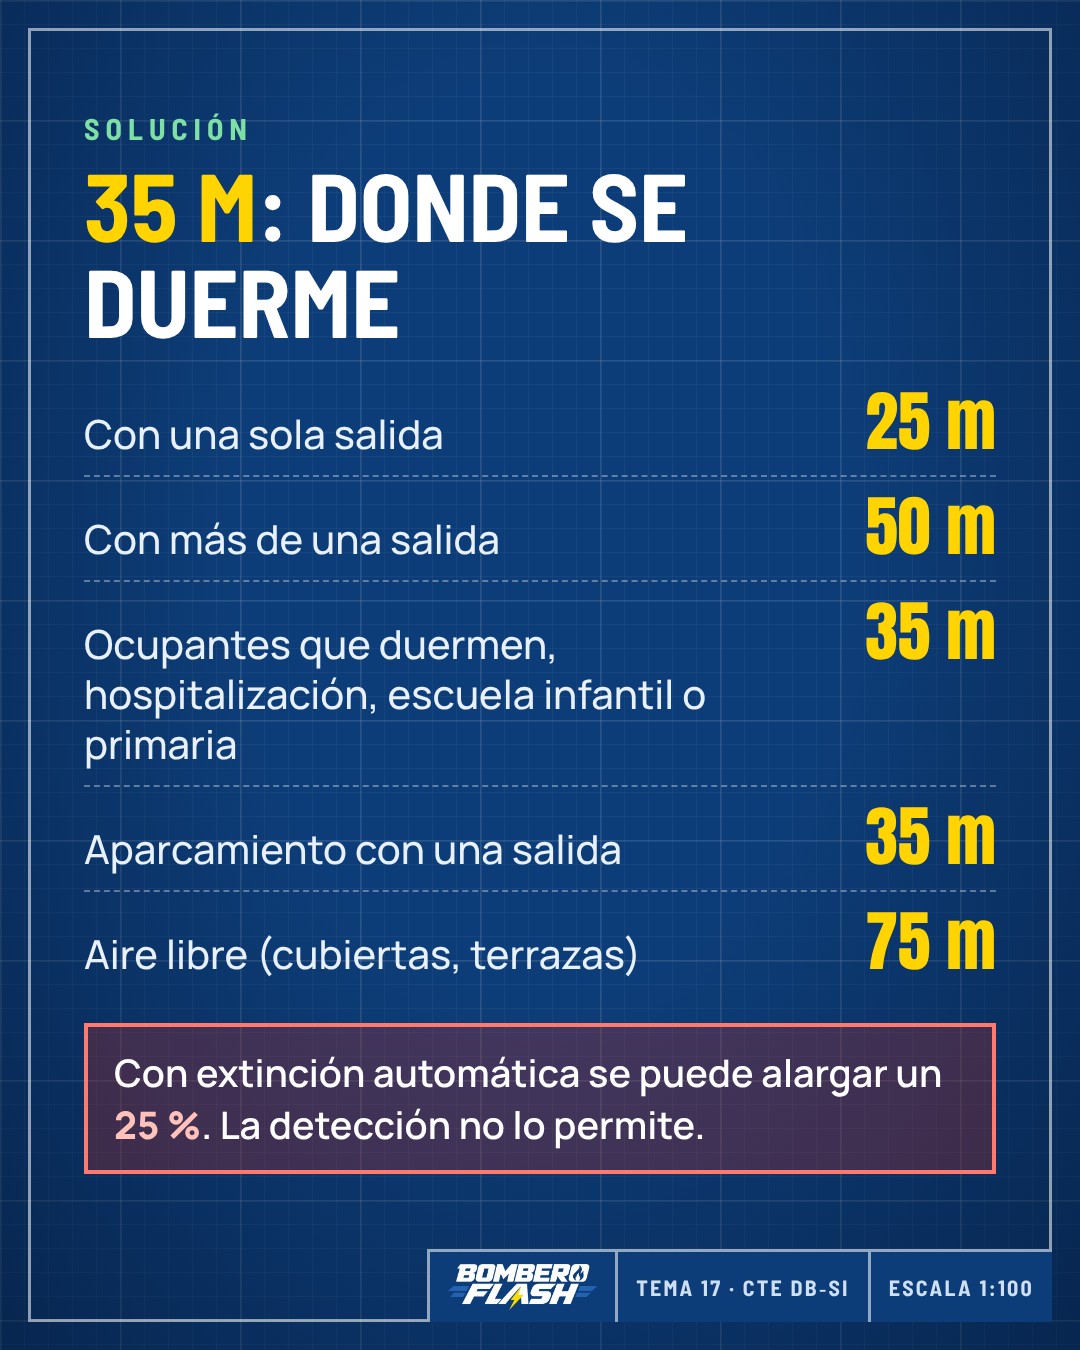 SOLUCIÓN
35 M: DONDE SE
DUERME
Con una sola salida 25 m
Con más de una salida 50 m
Ocupantes que duermen, 35 m
hospitalización, escuela infantil o
primaria
Aparcamiento con una salida 35 m
Aire libre (cubiertas, terrazas) 75 m
Con extinción automática se puede alargar un
25 %. La detección no lo permite.
BOMBERO
FLASH
TEMA 17 · CTE DB-SI
ESCALA 1:100